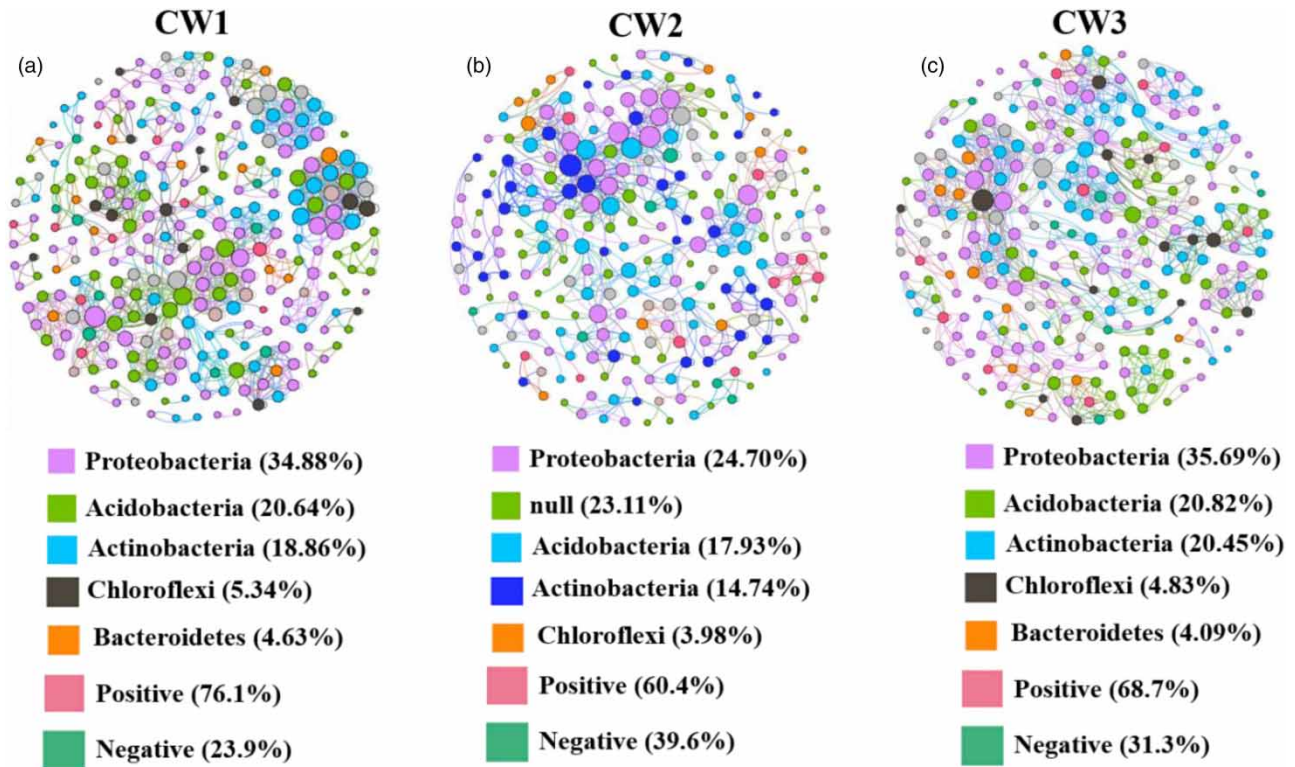 CW1
(a)
Proteobacteria (34.88%)
Acidobacteria (20.64%)
Actinobacteria (18.86%)
Chloroflexi (5.34%)
Bacteroidetes (4.63%)
Positive (76.1%)
Negative (23.9%)
CW2
(b)
Proteobacteria (24.70%)
null (23.11%)
Acidobacteria (17.93%)
Actinobacteria (14.74%)
Chloroflexi (3.98%)
Positive (60.4%)
Negative (39.6%)
CW3
(c)
Proteobacteria (35.69%)
Acidobacteria (20.82%)
Actinobacteria (20.45%)
Chloroflexi (4.83%)
Bacteroidetes (4.09%)
Positive (68.7%)
Negative (31.3%)